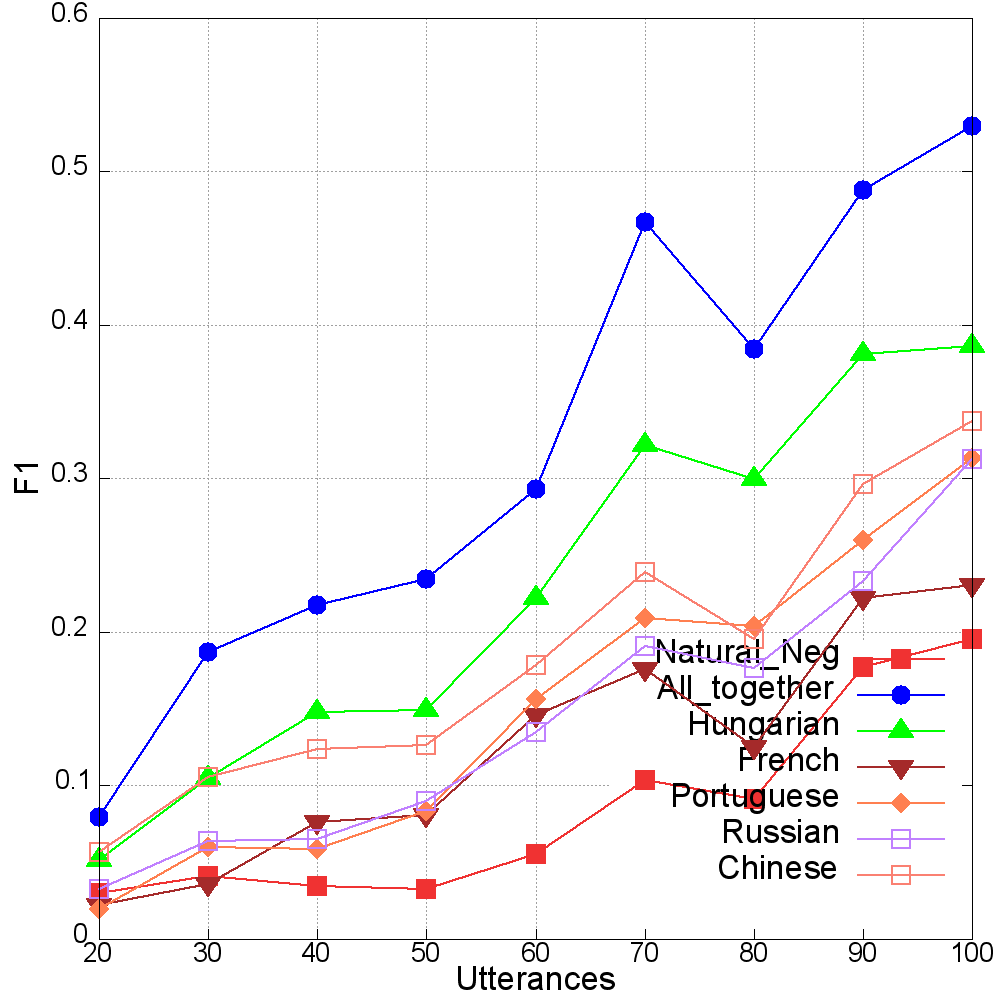 0.6
0.5
0.4
0.3
0.2
0.1
0
F1
Natural_Neg
All_together
Hungarian
French
Portuguese
Russian
Chinese
20 30 40 50 60 70 80 90 100
Utterances